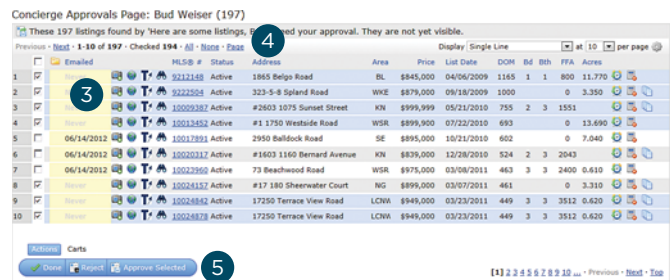 Concierge Approvals Page: Bud Weiser (197)
These 197 listings found by 'Here are some listings, ned your approval. They are not yet visible.
Previous · Next · 1-10 of 197 · Checked 194 · All · None · Page 4 Display Single Line at 10 per page
Emailed MLS® # Status Address Area Price List Date DOM Bd Bth FFA Acres
1 Never 9212148 Active 1865 Belgo Road BL $845,000 04/06/2009 1165 1 1 800 11.770
2 Never 9222504 Active 323-5-8 Spland Road WKE $879,000 09/18/2009 1000 0 3.350
3
3 Never 10009387 Active #2603 1075 Sunset Street KN $999,999 05/21/2010 755 2 3 1551
4 Never 10013452 Active #1 1750 Westside Road WSR $899,900 07/22/2010 693 0 13.690
5 06/14/2012 10017891 Active 2950 Balldock Road SE $895,000 10/21/2010 602 0 7.040
6 06/14/2012 10020317 Active #1603 1160 Bernard Avenue KN $839,000 12/28/2010 524 2 3 2043
7 06/14/2012 10023960 Active 73 Beachwood Road WSR $975,000 03/08/2011 463 3 3 2400 0.610
8 Never 10024157 Active #17 180 Sheerwater Court NG $899,000 03/07/2011 461 0 3.310
9 Never 10024842 Active 17250 Terrace View Road LCNW $949,000 03/23/2011 449 3 3 3512 0.620
10 Never 10024878 Active 17250 Terrace View Road LCNW $949,000 03/23/2011 449 3 3 3512 0.620
Actions Carts
Done Reject Approve Selected 5
[1] 2 3 4 5 6 7 8 9 10 ... · Previous · Next · Top